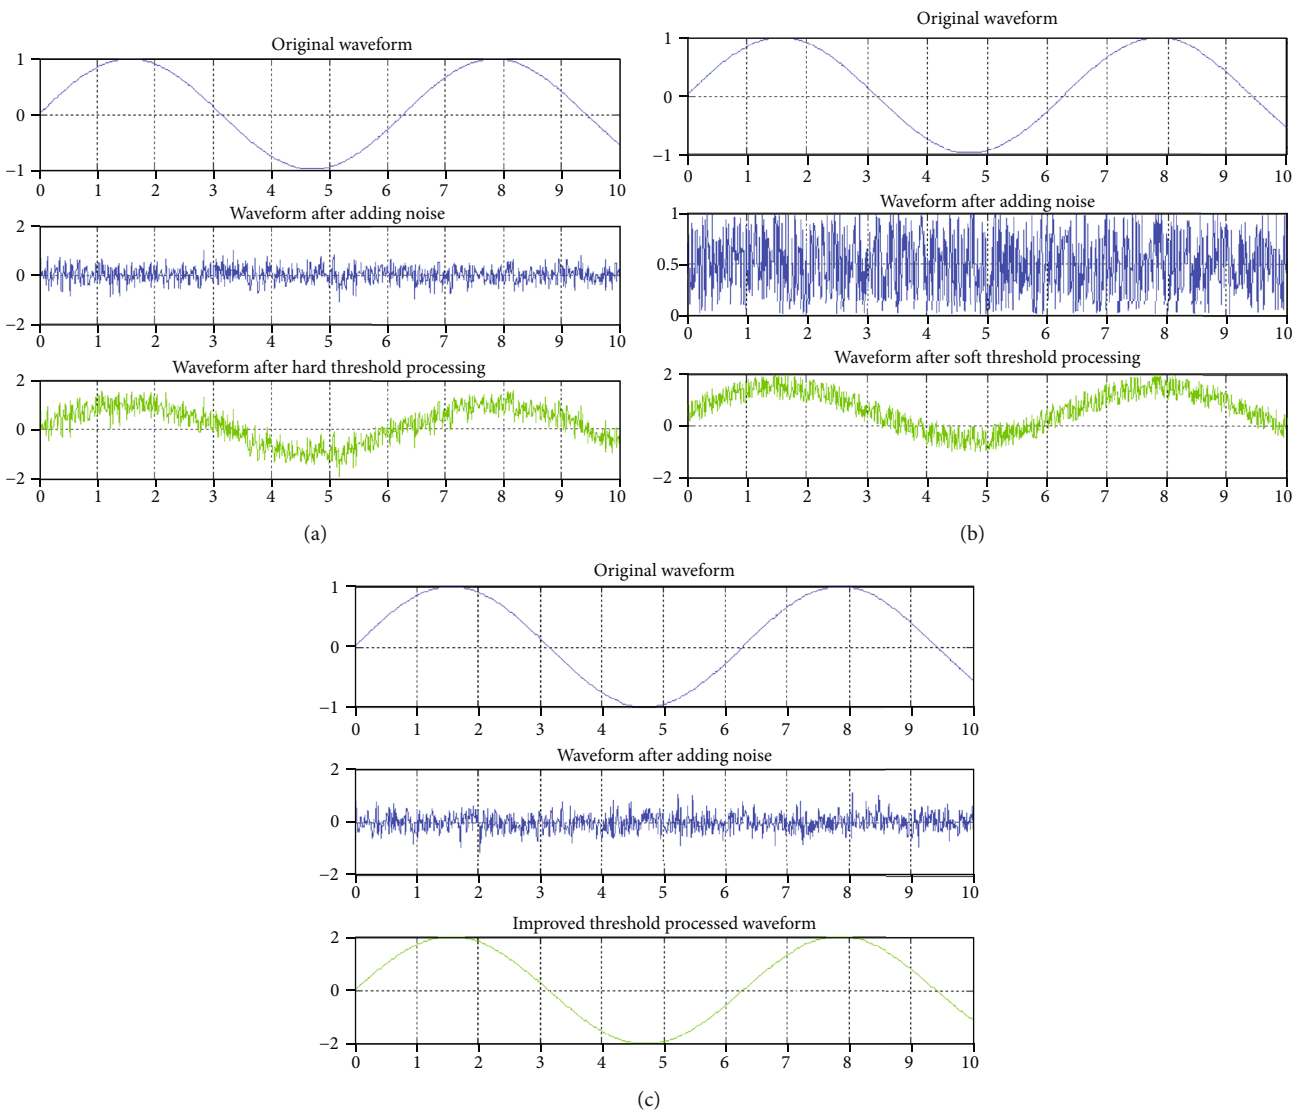 Original waveform
1
0
−1
0 1 2 3 4 5 6 7 8 9 10
Waveform after adding noise
2
0
−2
0 1 2 3 4 5 6 7 8 9 10
Waveform after hard threshold processing
2
0
−2
0 1 2 3 4 5 6 7 8 9 10
(a)
Original waveform
1
0
−1
0 1 2 3 4 5 6 7 8 9 10
Waveform after adding noise
1
0.5
0
0 1 2 3 4 5 6 7 8 9 10
Waveform after soft threshold processing
2
0
−2
0 1 2 3 4 5 6 7 8 9 10
(b)
Original waveform
1
0
−1
0 1 2 3 4 5 6 7 8 9 10
Waveform after adding noise
2
0
−2
0 1 2 3 4 5 6 7 8 9 10
Improved threshold processed waveform
2
0
−2
0 1 2 3 4 5 6 7 8 9 10
(c)